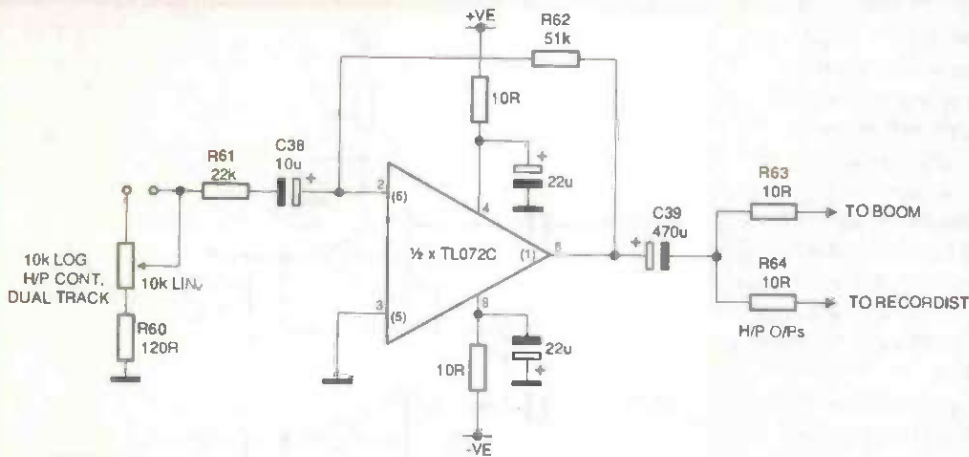 +VE
R62
51k
10R
C38
10u
R61
22k
22u
R63
10R
2
(6)
4
C39
470u
TO BOOM
½ x TL072C
6
(1)
10k LOG
H/P CONT.
DUAL TRACK
10k LIN
R64
10R
TO RECORDIST
H/P O/Ps
3
(5)
8
R60
120R
22u
10R
-VE